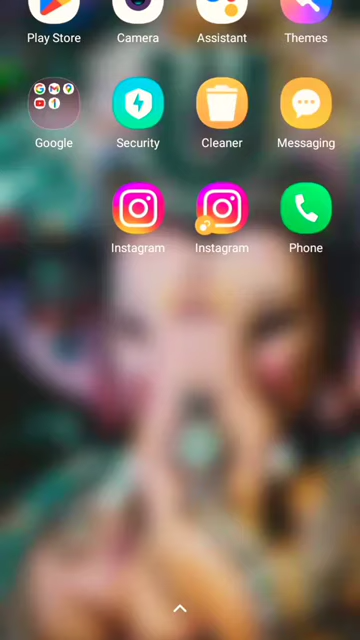 Play Store
Camera
Assistant
Themes
Google
Security
Cleaner
Messaging
Instagram
Instagram
Phone